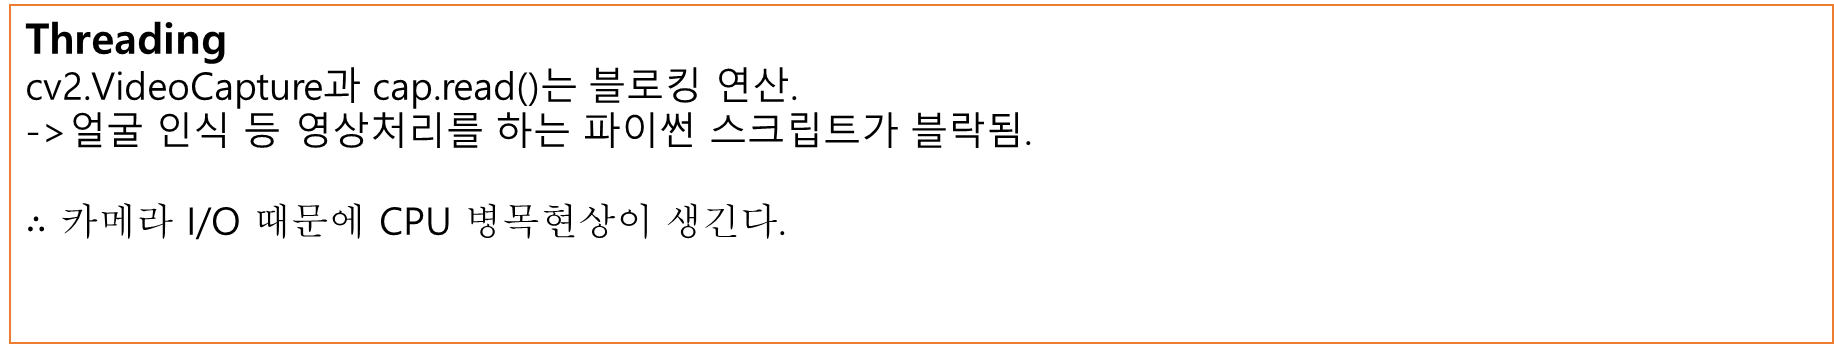 Threading
cv2.VideoCapture과 cap.read()는 블로킹 연산.
->얼굴 인식 등 영상처리를 하는 파이썬 스크립트가 블락됨.
∴ 카메라 I/O 때문에 CPU 병목현상이 생긴다.